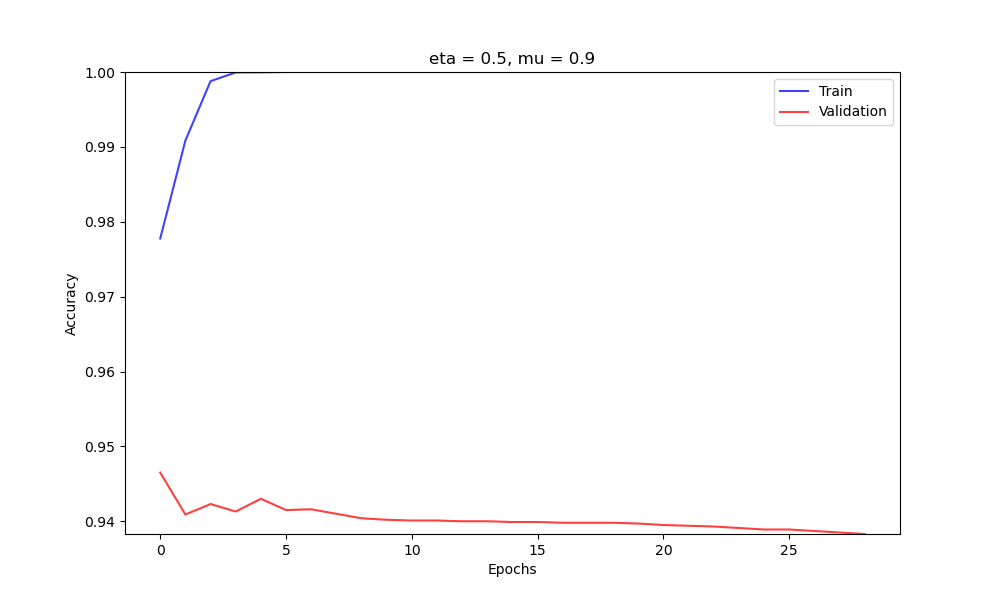 eta = 0.5, mu = 0.9
Train
Validation
1.00
0.99
0.98
0.97
0.96
0.95
0.94
Accuracy
0 5 10 15 20 25
Epochs